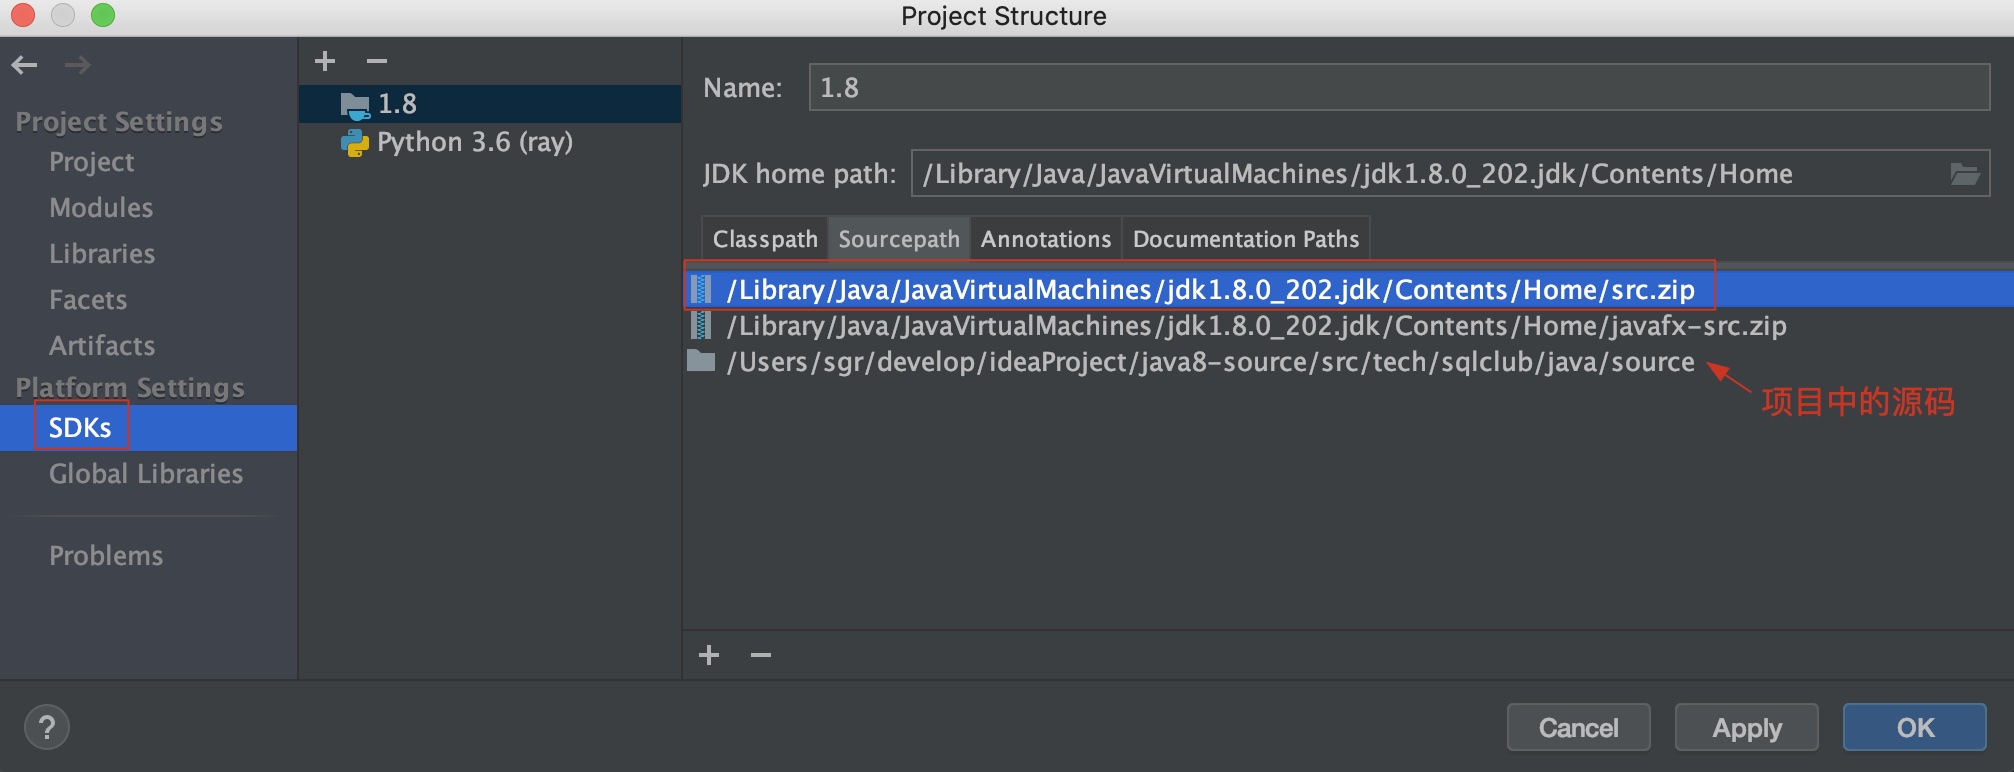 Project Structure
Project Settings
Project
Modules
Libraries
Facets
Artifacts
Platform Settings
SDKs
Global Libraries
Problems
1.8
Python 3.6 (ray)
Name: 1.8
JDK home path: /Library/Java/JavaVirtualMachines/jdk1.8.0_202.jdk/Contents/Home
Classpath Sourcepath Annotations Documentation Paths
/Library/Java/JavaVirtualMachines/jdk1.8.0_202.jdk/Contents/Home/src.zip
/Library/Java/JavaVirtualMachines/jdk1.8.0_202.jdk/Contents/Home/javafx-src.zip
/Users/sgr/develop/ideaProject/java8-source/src/tech/sqlclub/java/source
项目中的源码
?
Cancel Apply OK